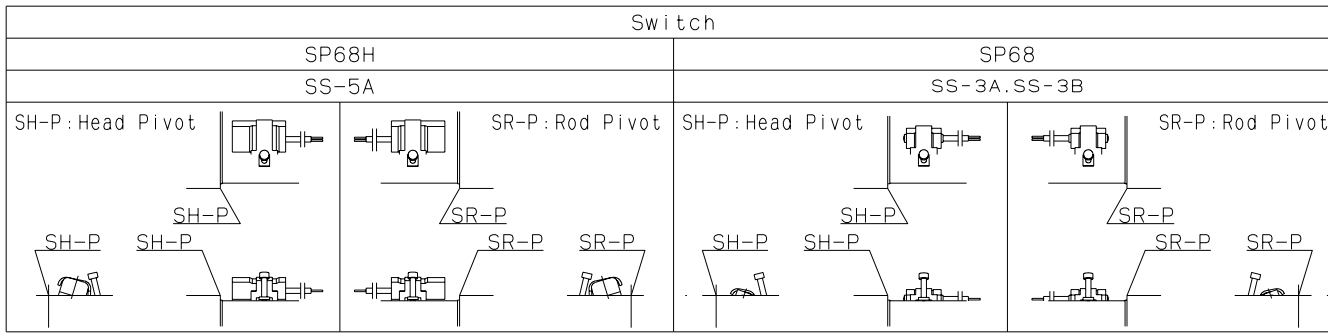 Switch
SP68H SP68
SS-5A SS-3A.SS-3B
SH-P:Head Pivot SR-P:Rod Pivot SH-P:Head Pivot SR-P:Rod Pivot
SH-P SR-P SH-P SR-P
SH-P SH-P SR-P SR-P SH-P SH-P SR-P SR-P